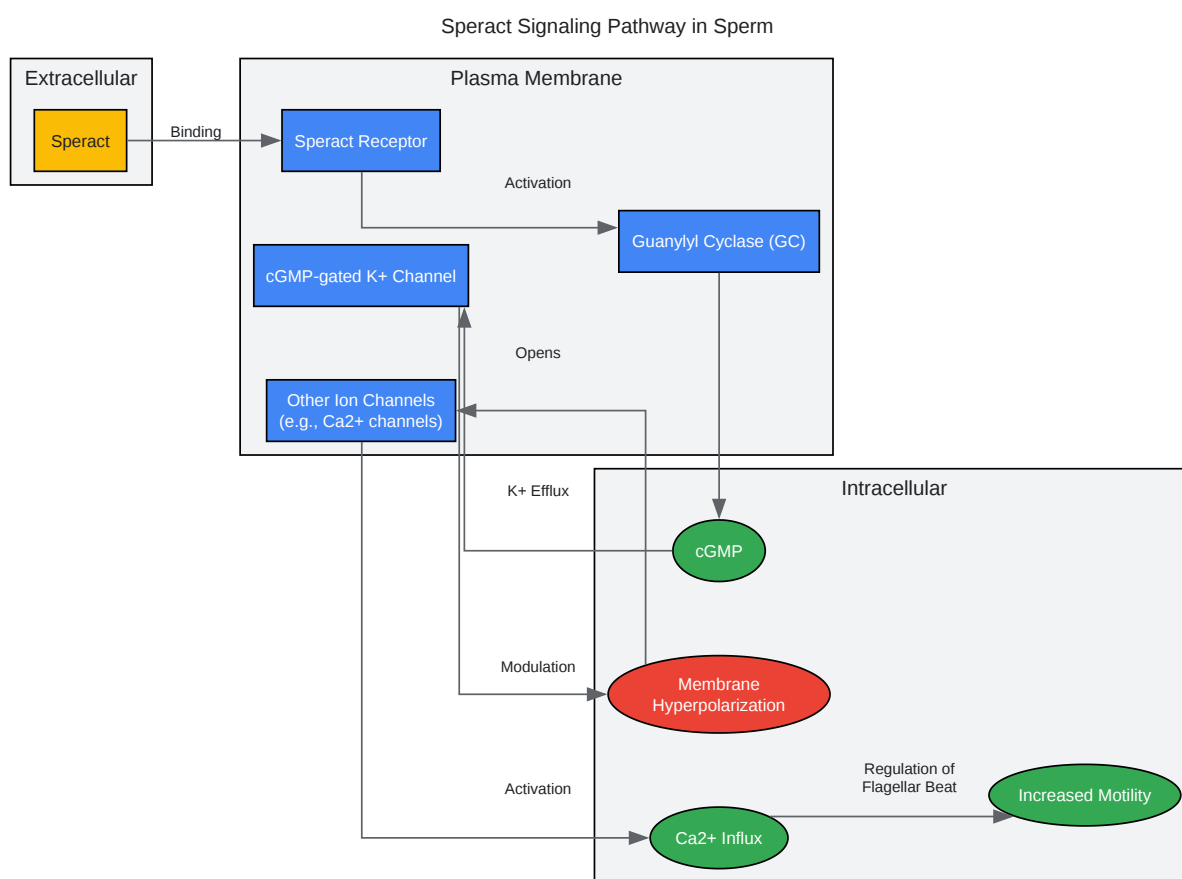 Speract Signaling Pathway in Sperm
Extracellular
Plasma Membrane
Speract
Binding
Speract Receptor
Activation
Guanylyl Cyclase (GC)
cGMP-gated K+ Channel
Opens
Other Ion Channels
(e.g., Ca2+ channels)
K+ Efflux
Intracellular
cGMP
Modulation
Membrane
Hyperpolarization
Activation
Regulation of
Flagellar Beat
Increased Motility
Ca2+ Influx